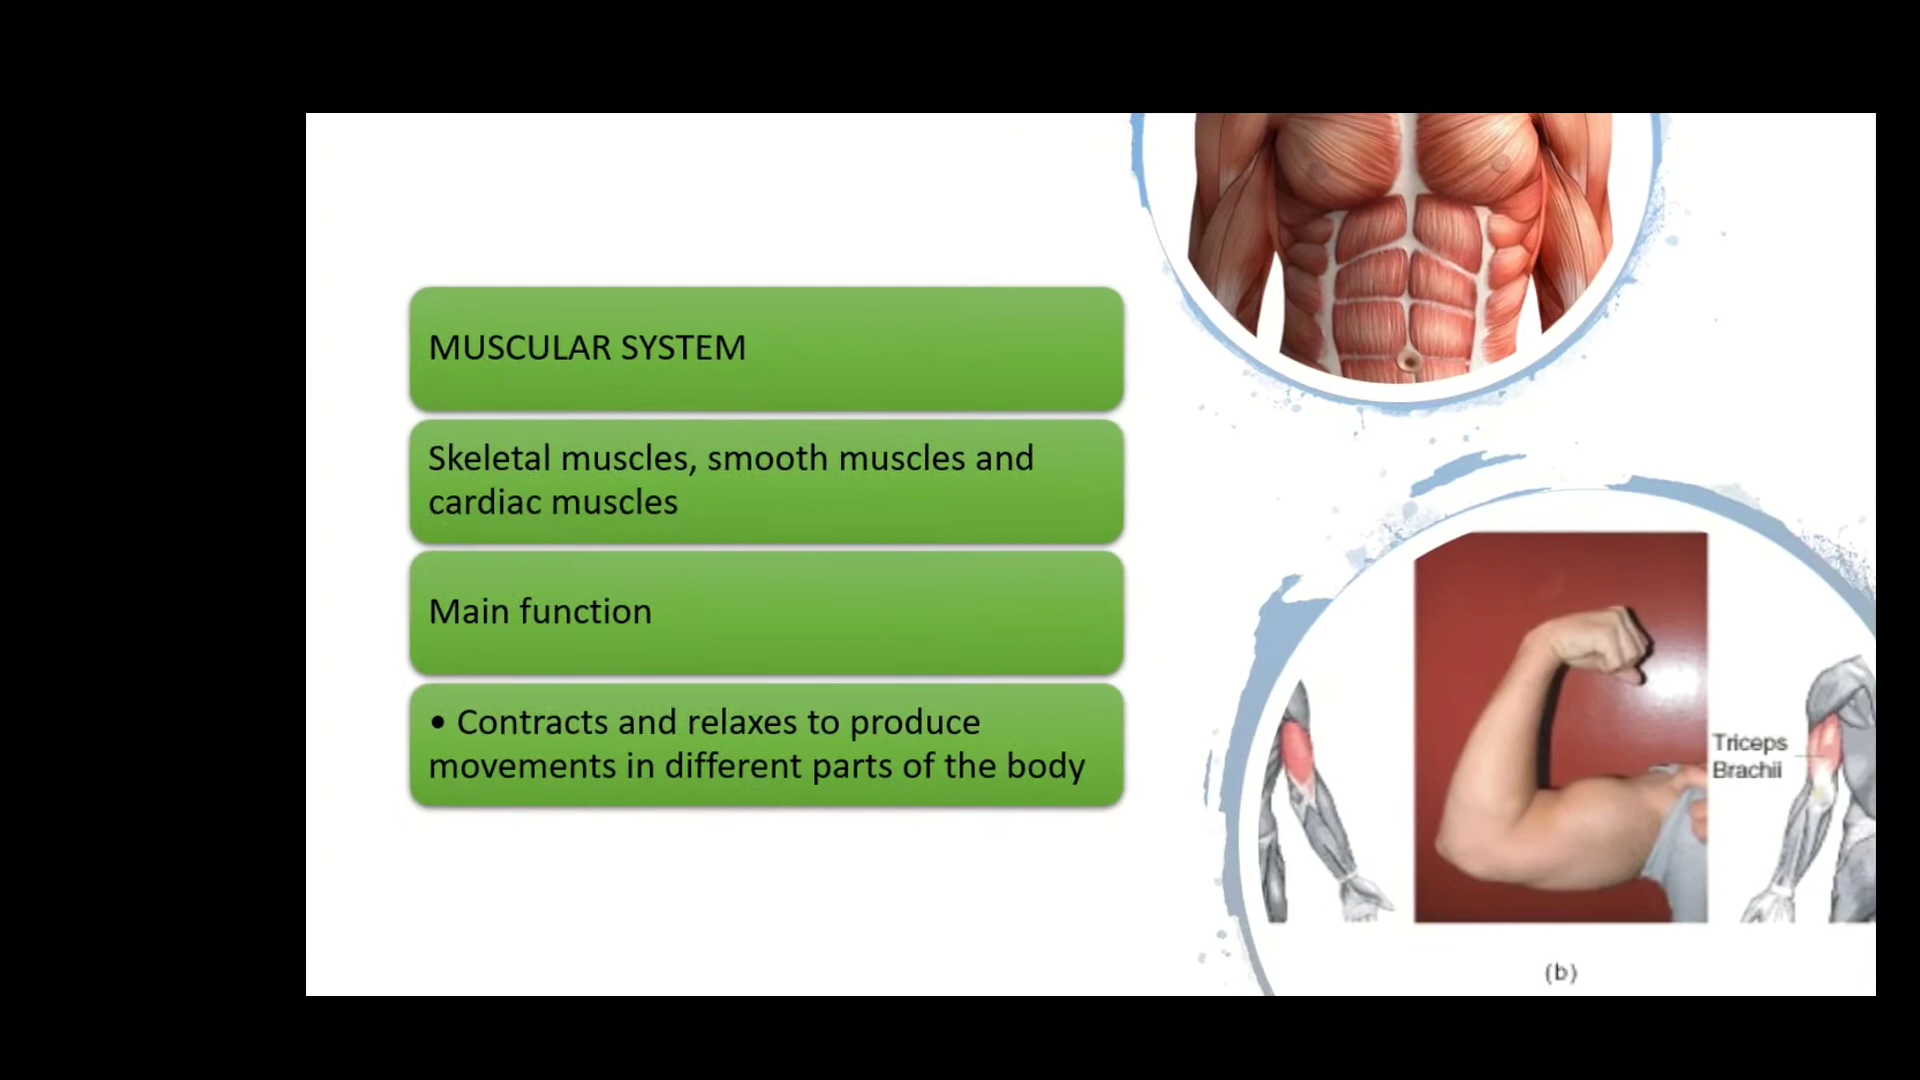 MUSCULAR SYSTEM
Skeletal muscles, smooth muscles and
cardiac muscles
Main function
• Contracts and relaxes to produce
movements in different parts of the body
Triceps
Brachii
(b)